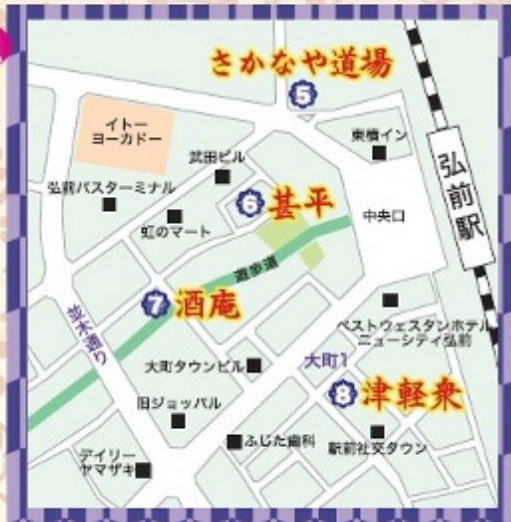 さかなや道場
5
イトー
ヨーカドー
東横イン
武田ビル
弘前駅
弘前バスターミナル
6 甚平
中央口
虹のマート
遊歩道
7 酒庵
並木通り
ベストウェスタンホテル
ニューシティ弘前
大町タウンビル
大町1
8 津軽衆
旧ジョッパル
ふじた歯科
駅前社交タウン
デイリー
ヤマザキ